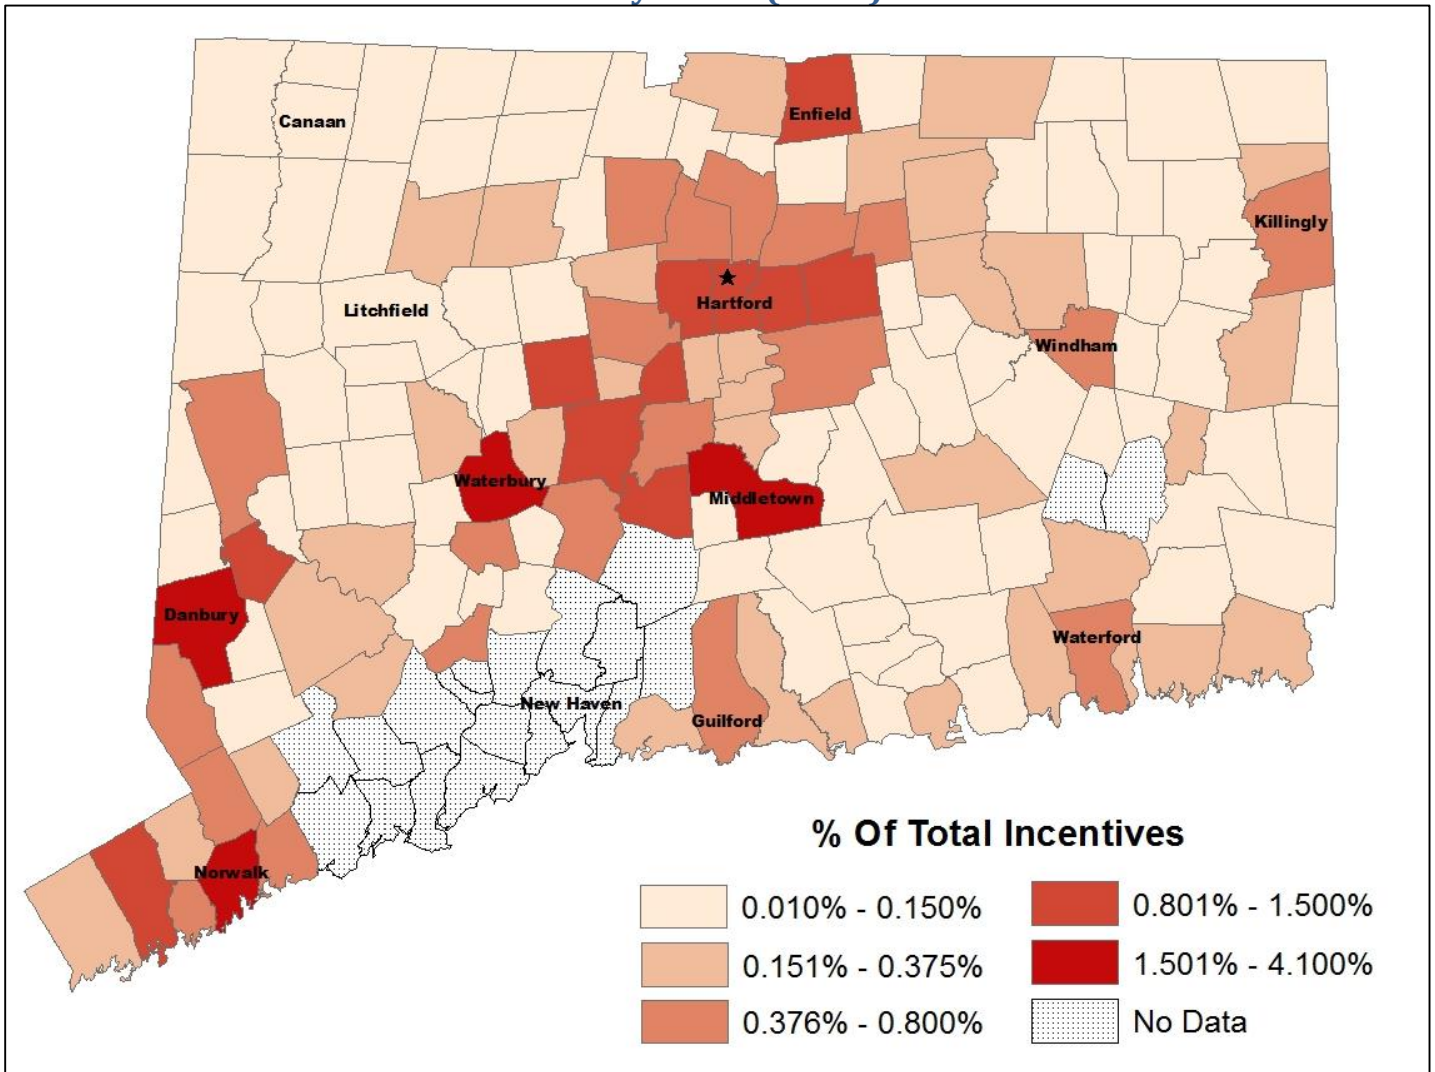 Enfield
Canaan
Killingly
Hartford
Litchfield
Windham
Waterbury
Middletown
Danbury
Waterford
New Haven
Guilford
Norwalk
% Of Total Incentives
0.010% - 0.150%
0.801% - 1.500%
0.151% - 0.375%
1.501% - 4.100%
0.376% - 0.800%
No Data